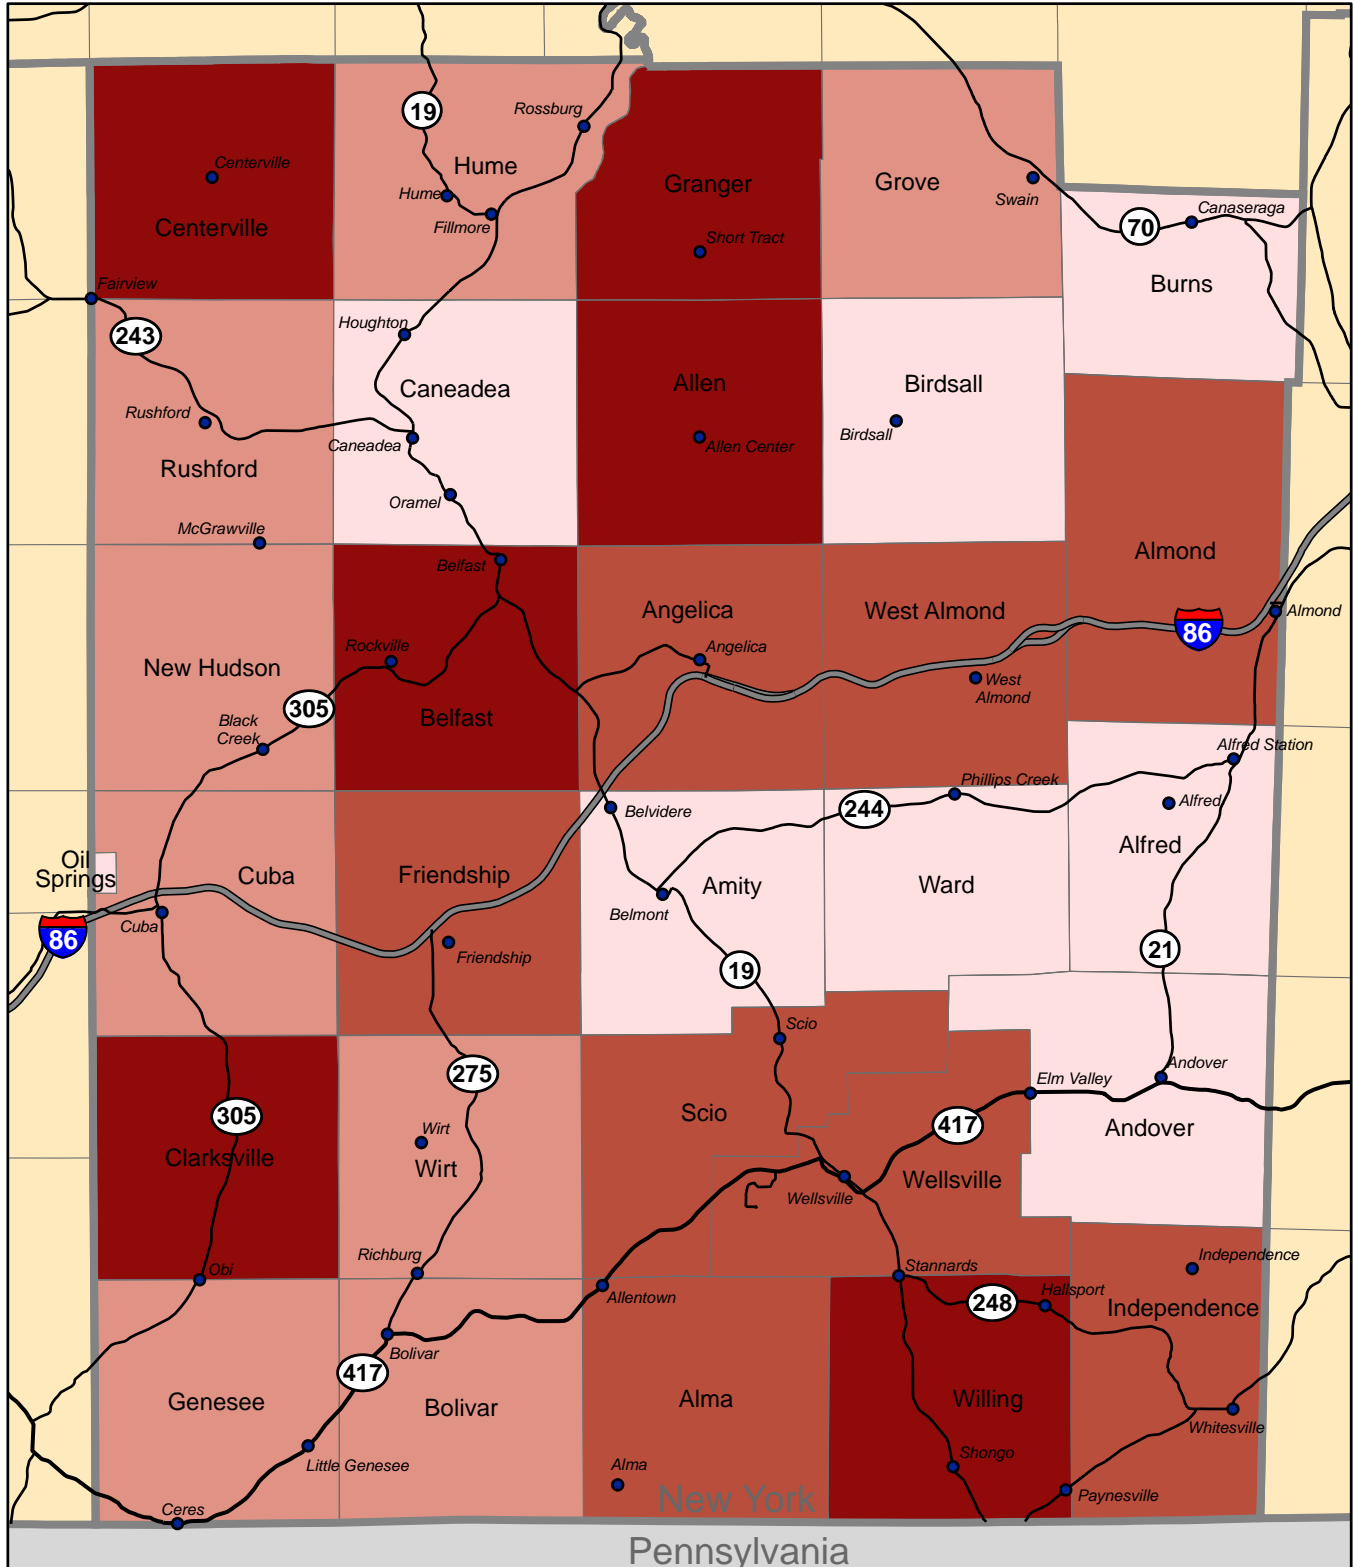 19
Rossburg
Centerville
Hume
Hume
Granger
Grove
Swain
Centerville
Fillmore
Short Tract
70
Canaseraga
Burns
Fairview
243
Houghton
Caneadea
Allen
Birdsall
Rushford
Caneadea
Allen Center
Birdsall
Rushford
Oramel
McGrawville
Belfast
Almond
Angelica
West Almond
Almond
86
New Hudson
Rockville
Angelica
West
Almond
305
Black
Creek
Belfast
Alfred Station
Phillips Creek
244
Belvidere
Alfred
Alfred
Oil
Springs
Cuba
Friendship
Amity
Ward
Cuba
Belmont
86
Friendship
19
21
Scio
275
Andover
Elm Valley
305
Scio
417
Andover
Wirt
Wirt
Clarksville
Wellsville
Wellsville
Richburg
Obi
Stannards
Independence
Allentown
248
Hallsport
Independence
Bolivar
417
Genesee
Bolivar
Alma
Willing
Whitesville
Little Genesee
Alma
Shongo
Ceres
New York
Paynesville
Pennsylvania